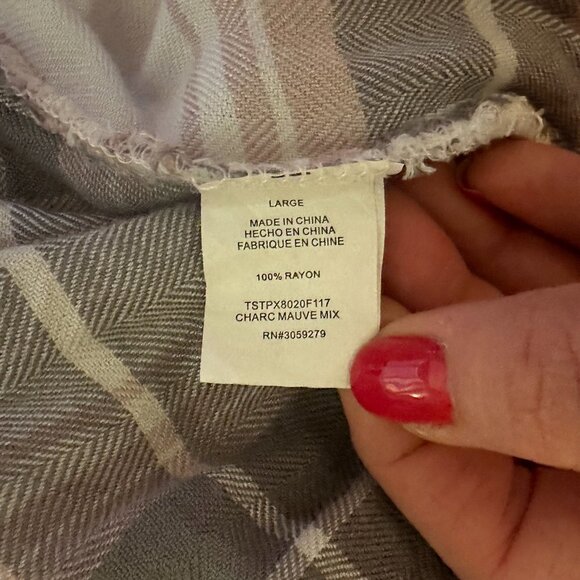 LARGE
MADE IN CHINA
HECHO EN CHINA
FABRIQUE EN CHINE
100% RAYON
TSTPX8020F117
CHARC MAUVE MIX
RN#3059279